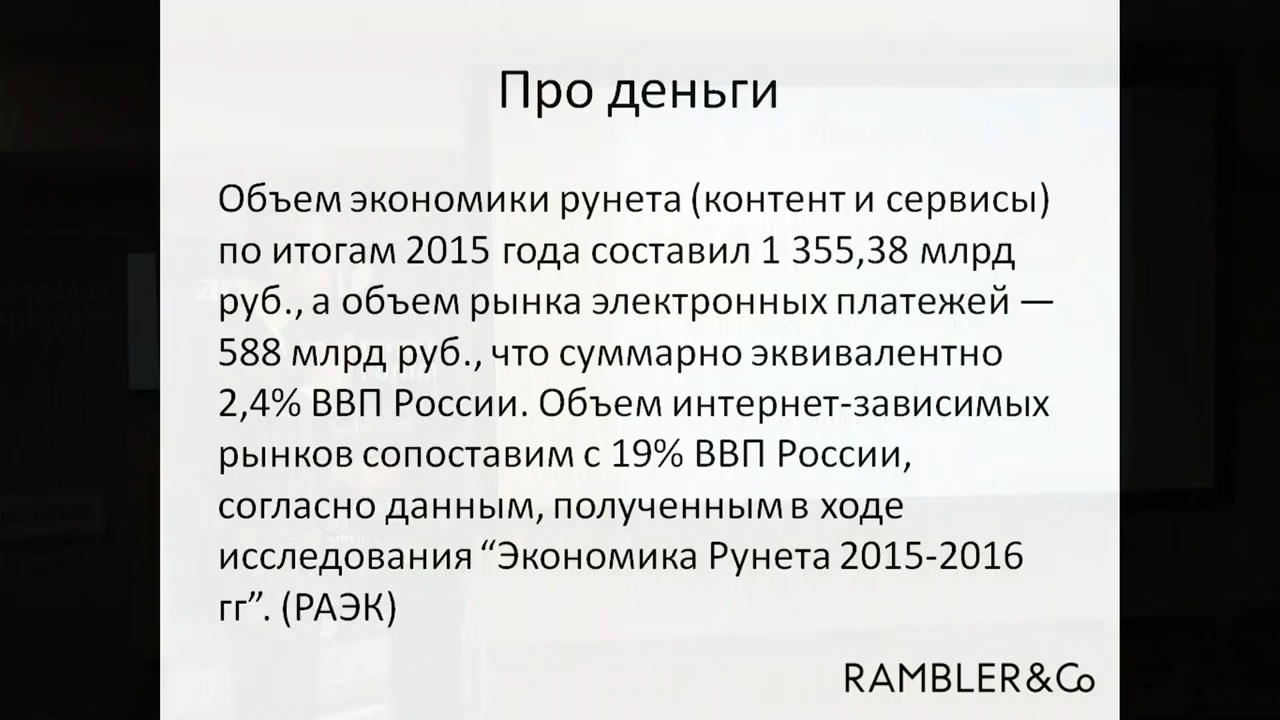 Про деньги
Объем экономики рунета (контент и сервисы)
по итогам 2015 года составил 1 355,38 млрд
руб., а объем рынка электронных платежей —
588 млрд руб., что суммарно эквивалентно
2,4% ВВП России. Объем интернет-зависимых
рынков сопоставим с 19% ВВП России,
согласно данным, полученным в ходе
исследования “Экономика Рунета 2015-2016
гг”. (РАЭК)
RAMBLER&Co